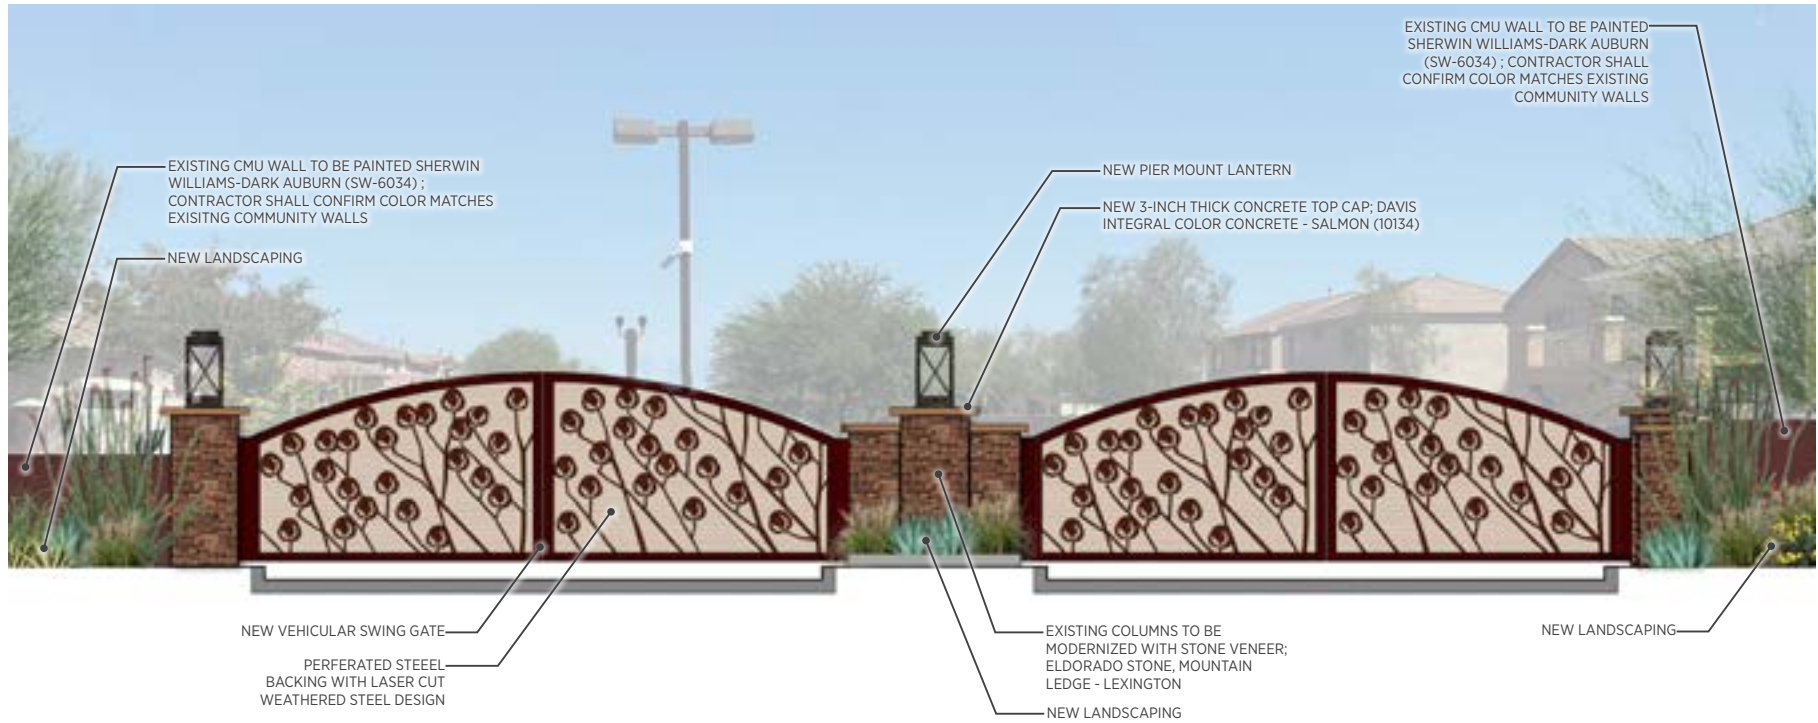 EXISTING CMU WALL TO BE PAINTED
SHERWIN WILLIAMS-DARK AUBURN
(SW-6034) ; CONTRACTOR SHALL
CONFIRM COLOR MATCHES EXISTING
COMMUNITY WALLS
EXISTING CMU WALL TO BE PAINTED SHERWIN
WILLIAMS-DARK AUBURN (SW-6034) ;
CONTRACTOR SHALL CONFIRM COLOR MATCHES
EXISITNG COMMUNITY WALLS
NEW LANDSCAPING
NEW PIER MOUNT LANTERN
NEW 3-INCH THICK CONCRETE TOP CAP; DAVIS
INTEGRAL COLOR CONCRETE - SALMON (10134)
NEW VEHICULAR SWING GATE
PERFERATED STEEEL
BACKING WITH LASER CUT
WEATHERED STEEL DESIGN
EXISTING COLUMNS TO BE
MODERNIZED WITH STONE VENEER;
ELDORADO STONE, MOUNTAIN
LEDGE - LEXINGTON
NEW LANDSCAPING
NEW LANDSCAPING